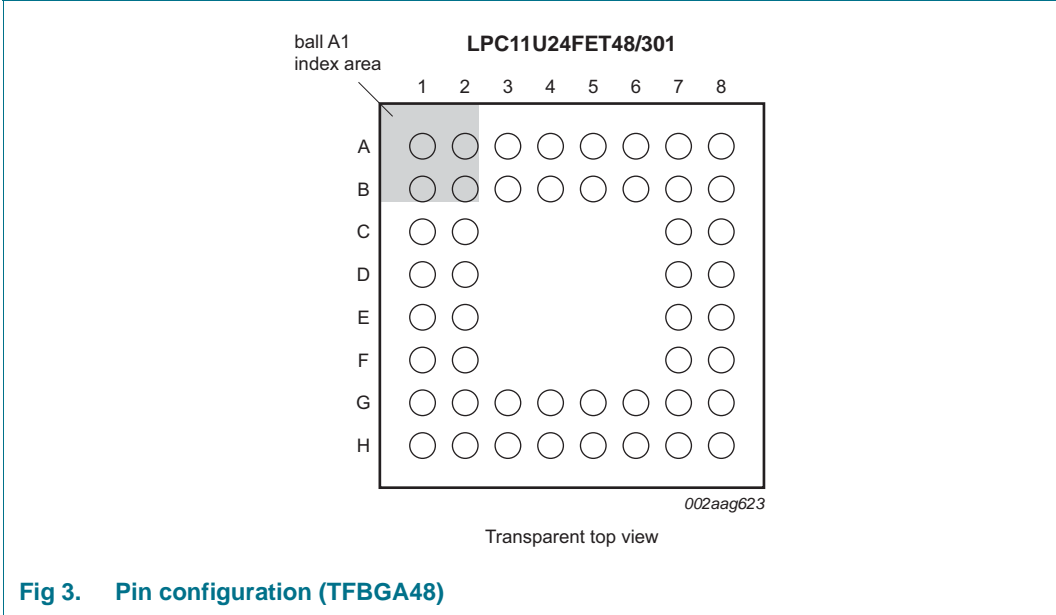 ball A1
index area
LPC11U24FET48/301
1 2 3 4 5 6 7 8
A
B
C
D
E
F
G
H
002aag623
Transparent top view
Fig 3. Pin configuration (TFBGA48)